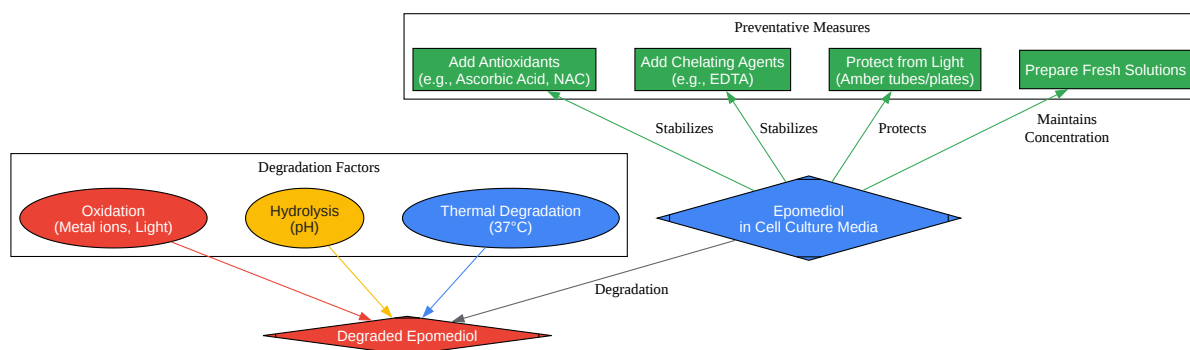 Preventative Measures
Add Antioxidants
(e.g., Ascorbic Acid, NAC)
Add Chelating Agents
(e.g., EDTA)
Protect from Light
(Amber tubes/plates)
Prepare Fresh Solutions
Stabilizes
Stabilizes
Protects
Maintains
Concentration
Degradation Factors
Oxidation
(Metal ions, Light)
Hydrolysis
(pH)
Thermal Degradation
(37°C)
Epomediol
in Cell Culture Media
Degradation
Degraded Epomediol